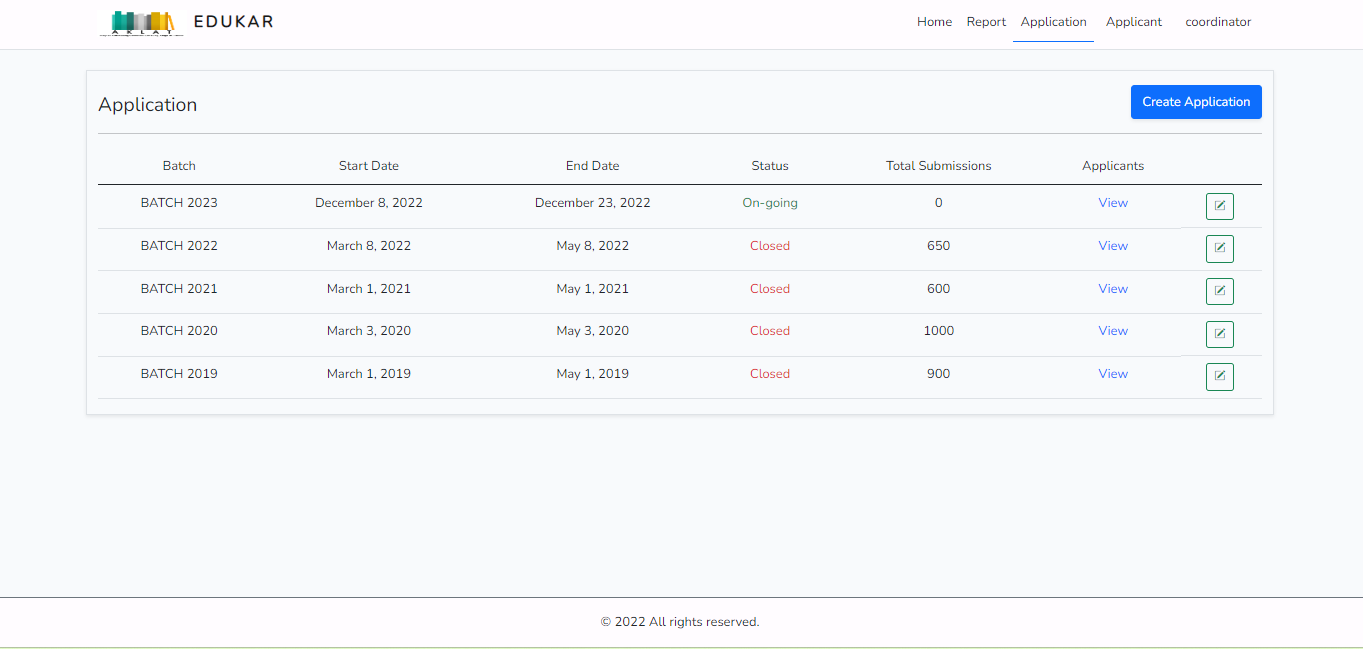 AKLAT EDUKAR Home Report Application Applicant coordinator
Application Create Application
Batch Start Date End Date Status Total Submissions Applicants
BATCH 2023 December 8, 2022 December 23, 2022 On-going 0 View
BATCH 2022 March 8, 2022 May 8, 2022 Closed 650 View
BATCH 2021 March 1, 2021 May 1, 2021 Closed 600 View
BATCH 2020 March 3, 2020 May 3, 2020 Closed 1000 View
BATCH 2019 March 1, 2019 May 1, 2019 Closed 900 View
© 2022 All rights reserved.